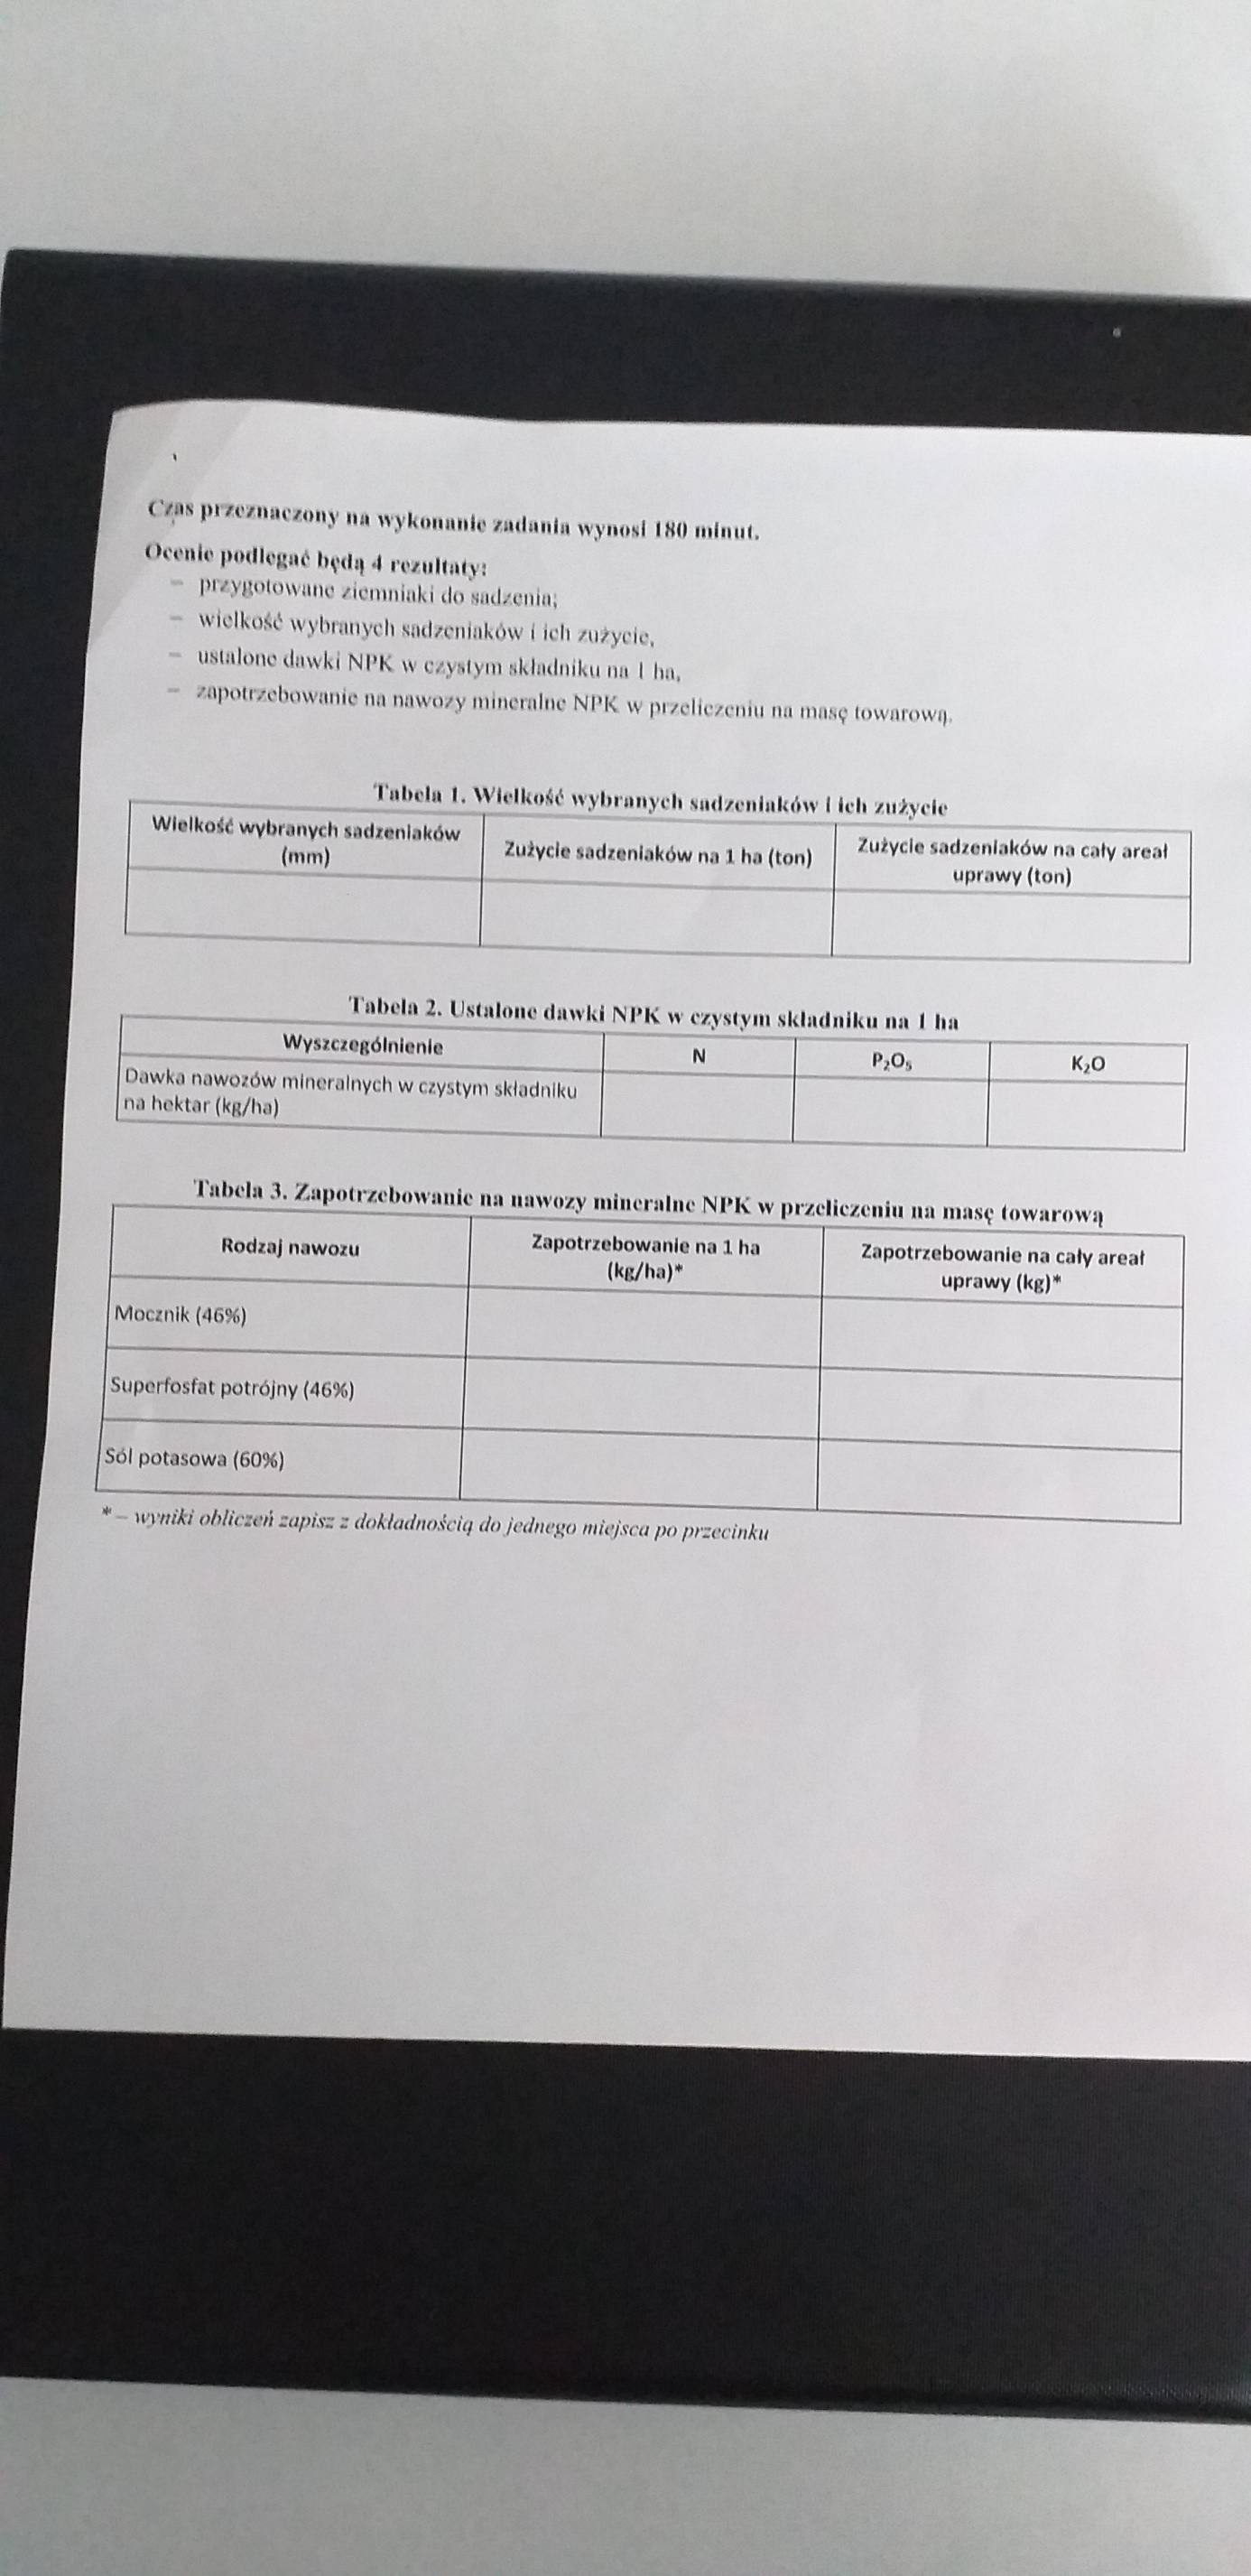 Czas przeznaczony na wykonanie zadania wynosi 180 minut.
Ocenie podlegać będą 4 rezultaty:
– przygotowane ziemniaki do sadzenia;
– wielkość wybranych sadzeniaków i ich zużycie,
– ustalone dawki NPK w czystym składniku na 1 ha,
– zapotrzebowanie na nawozy mineralne NPK w przeliczeniu na masę towarową.
Tabela 1. Wielkość wybranych sadzeniaków i ich zużycie
Wielkość wybranych sadzeniaków
(mm)
Zużycie sadzeniaków na 1 ha (ton)
Zużycie sadzeniaków na cały areał
uprawy (ton)
Tabela 2. Ustalone dawki NPK w czystym składniku na 1 ha
Wyszczególnienie N P₂O₅ K₂O
Dawka nawozów mineralnych w czystym składniku
na hektar (kg/ha)
Tabela 3. Zapotrzebowanie na nawozy mineralne NPK w przeliczeniu na masę towarową
Rodzaj nawozu
Zapotrzebowanie na 1 ha
(kg/ha)*
Zapotrzebowanie na cały areał
uprawy (kg)*
Mocznik (46%)
Superfosfat potrójny (46%)
Sól potasowa (60%)
* – wyniki obliczeń zapisz z dokładnością do jednego miejsca po przecinku